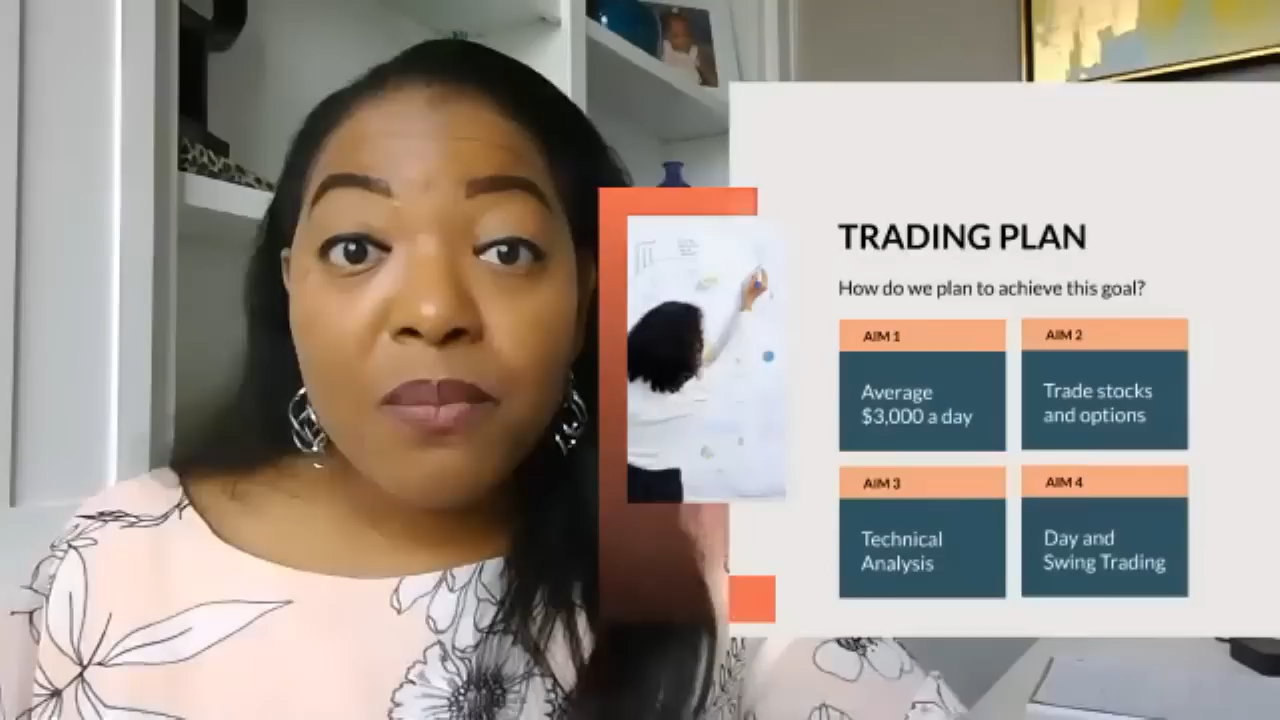 TRADING PLAN
How do we plan to achieve this goal?
AIM 1
Average
$3,000 a day
AIM 2
Trade stocks
and options
AIM 3
Technical
Analysis
AIM 4
Day and
Swing Trading